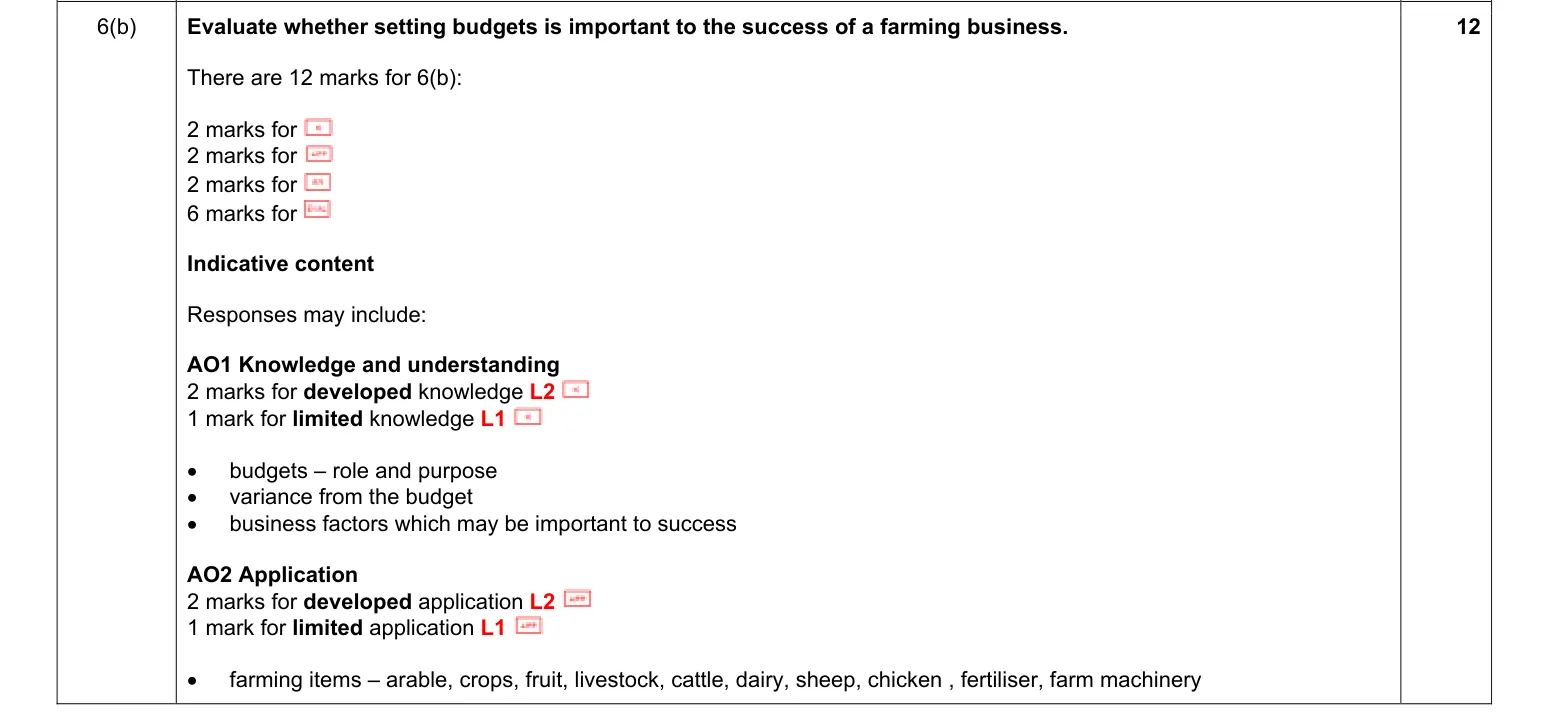 6(b) Evaluate whether setting budgets is important to the success of a farming business. 12
There are 12 marks for 6(b):
2 marks for
2 marks for APP
2 marks for AN
6 marks for EVAL
Indicative content
Responses may include:
AO1 Knowledge and understanding
2 marks for developed knowledge L2
1 mark for limited knowledge L1
• budgets – role and purpose
• variance from the budget
• business factors which may be important to success
AO2 Application
2 marks for developed application L2 APP
1 mark for limited application L1 APP
• farming items – arable, crops, fruit, livestock, cattle, dairy, sheep, chicken , fertiliser, farm machinery